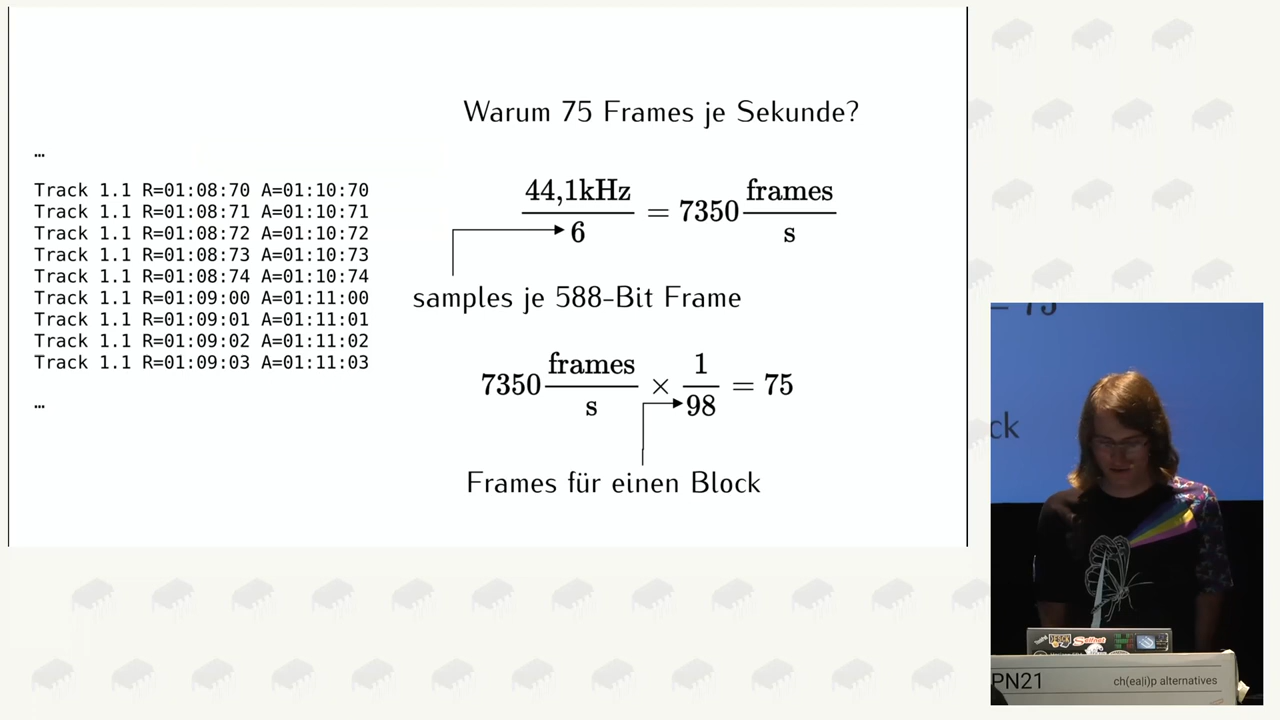 Warum 75 Frames je Sekunde?
…
Track 1.1 R=01:08:70 A=01:10:70
Track 1.1 R=01:08:71 A=01:10:71
Track 1.1 R=01:08:72 A=01:10:72
Track 1.1 R=01:08:73 A=01:10:73
Track 1.1 R=01:08:74 A=01:10:74
Track 1.1 R=01:09:00 A=01:11:00
Track 1.1 R=01:09:01 A=01:11:01
Track 1.1 R=01:09:02 A=01:11:02
Track 1.1 R=01:09:03 A=01:11:03
…
44,1kHz / 6 = 7350 frames / s
samples je 588-Bit Frame
7350 frames / s × 1 / 98 = 75
Frames für einen Block
= 75
ck
PN21
ch(ea|i)p alternatives